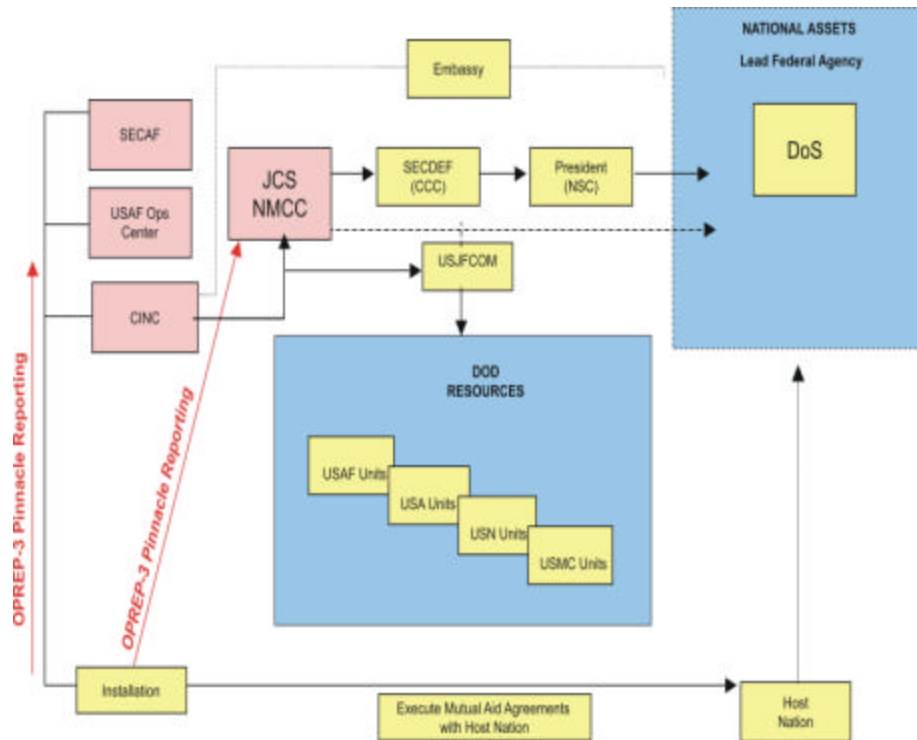 NATIONAL ASSETS
Lead Federal Agency
Embassy
SECAF
DoS
JCS
NMCC
SECDEF
(CCC)
President
(NSC)
USAF Ops
Center
USJFCOM
CINC
DOD
RESOURCES
USAF Units
USA Units
USN Units
USMC Units
OPREP-3 Pinnacle Reporting
OPREP-3 Pinnacle Reporting
Installation
Execute Mutual Aid Agreements
with Host Nation
Host
Nation